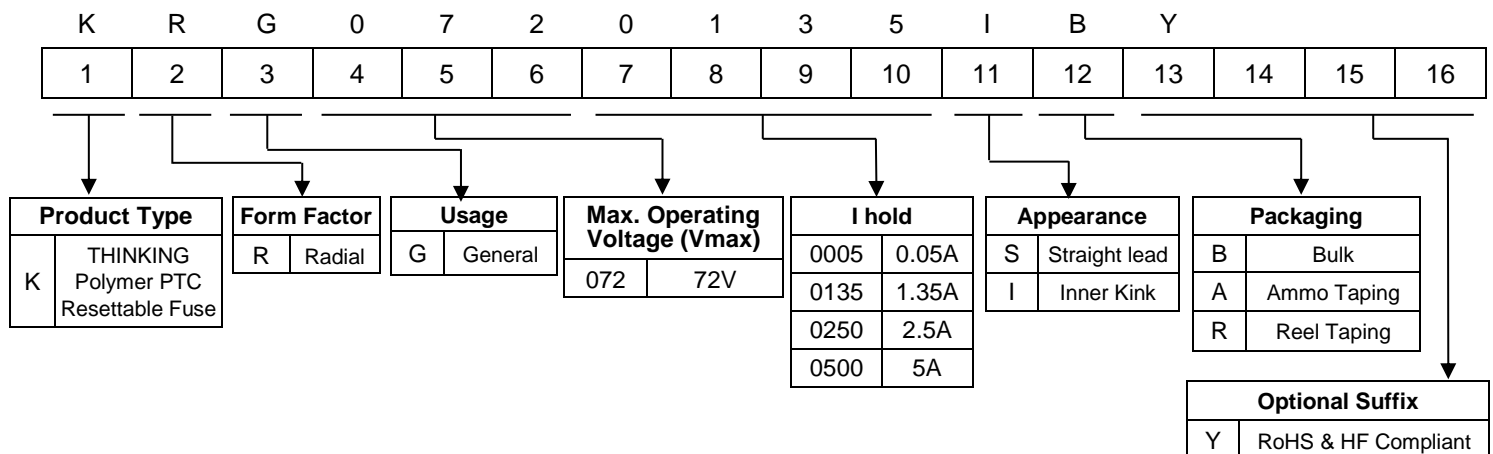 K R G 0 7 2 0 1 3 5 I B Y
1 2 3 4 5 6 7 8 9 10 11 12 13 14 15 16
Product Type
K THINKING
Polymer PTC
Resettable Fuse
Form Factor
R Radial
Usage
G General
Max. Operating
Voltage (Vmax)
072 72V
I hold
0005 0.05A
0135 1.35A
0250 2.5A
0500 5A
Appearance
S Straight lead
I Inner Kink
Packaging
B Bulk
A Ammo Taping
R Reel Taping
Optional Suffix
Y RoHS & HF Compliant